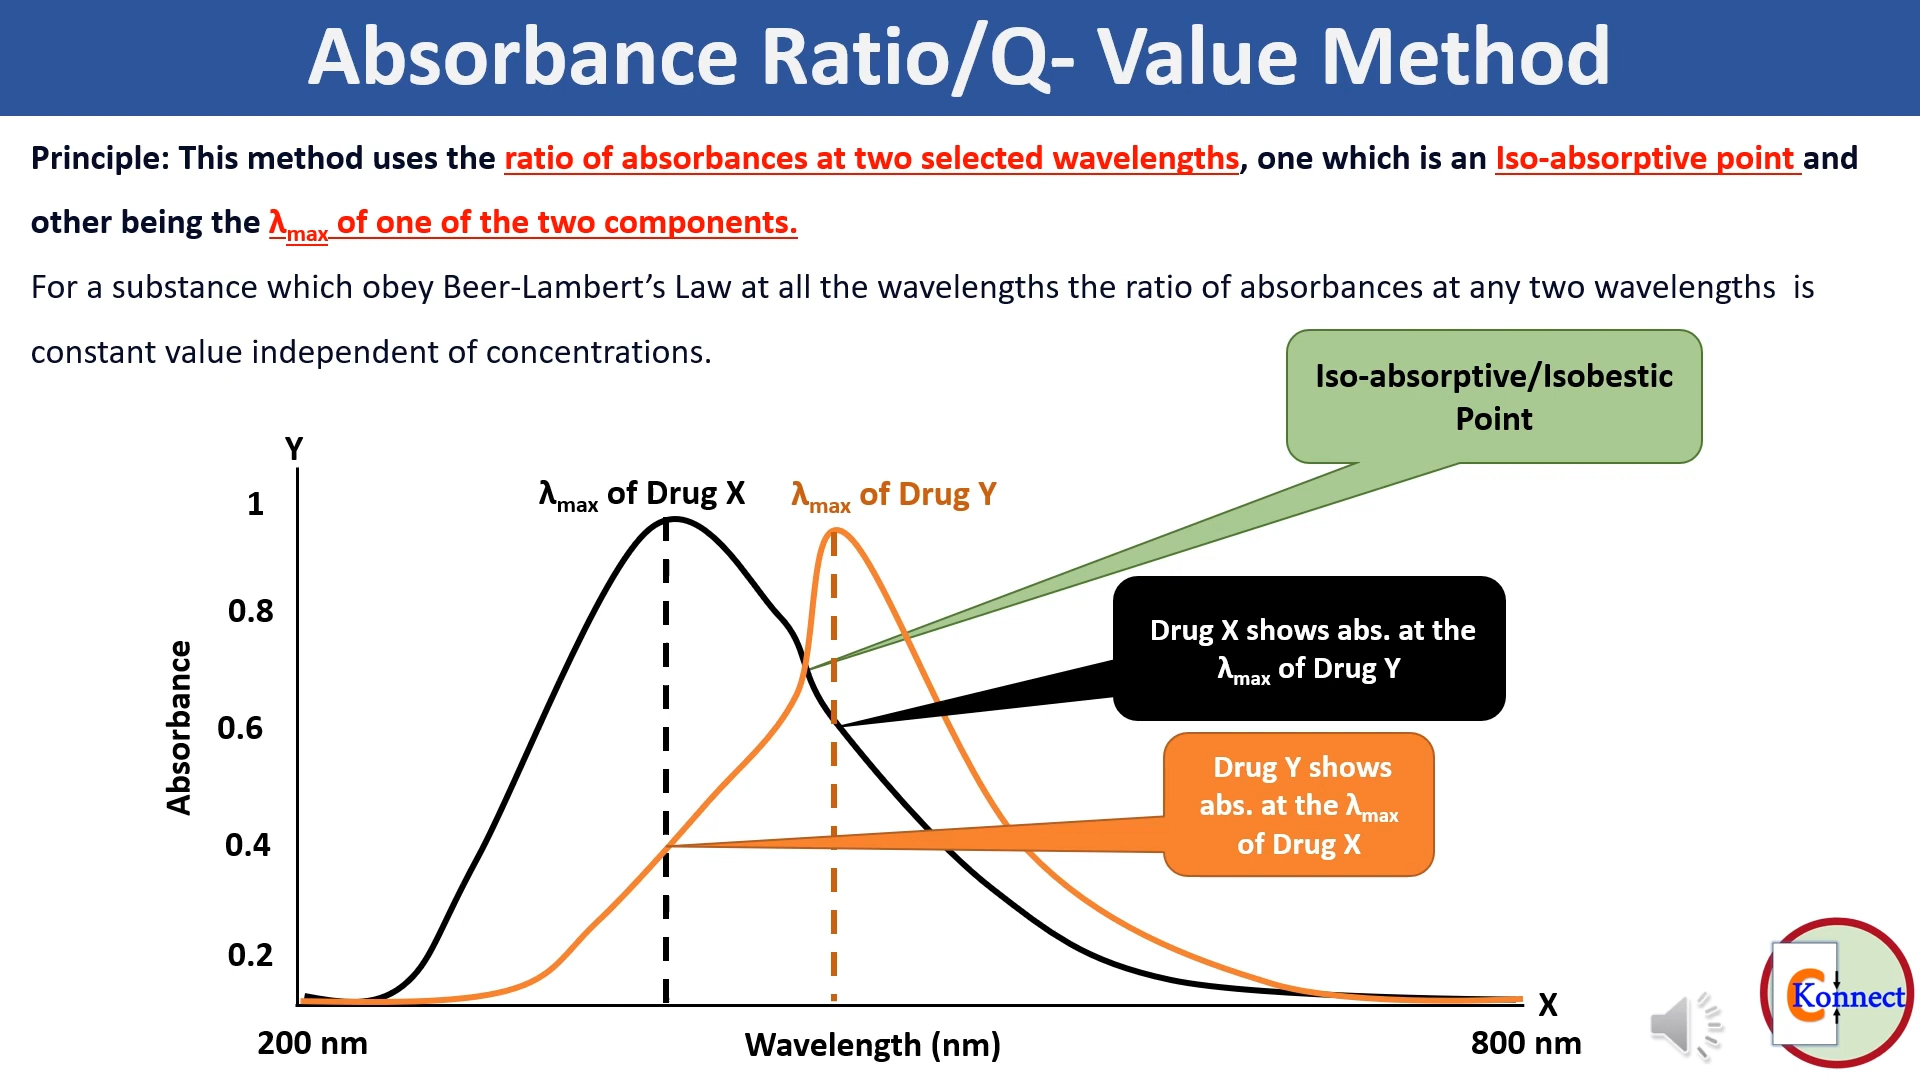 Absorbance Ratio/Q- Value Method
Principle: This method uses the ratio of absorbances at two selected wavelengths, one which is an Iso-absorptive point and
other being the λmax of one of the two components.
For a substance which obey Beer-Lambert’s Law at all the wavelengths the ratio of absorbances at any two wavelengths is
constant value independent of concentrations.
Iso-absorptive/Isobestic
Point
Y
λmax of Drug X
λmax of Drug Y
1
0.8
0.6
0.4
0.2
Absorbance
Drug X shows abs. at the
λmax of Drug Y
Drug Y shows
abs. at the λmax
of Drug X
X
200 nm
Wavelength (nm)
800 nm
C
Konnect